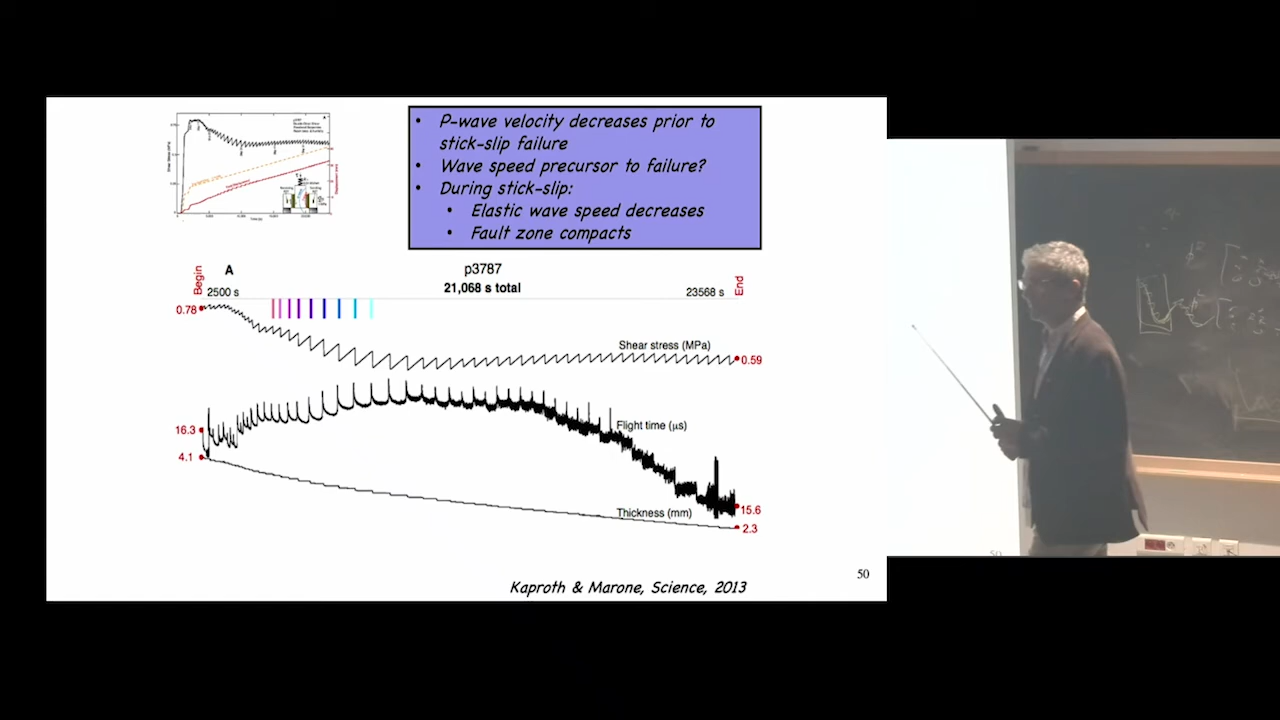 • P-wave velocity decreases prior to
stick-slip failure
• Wave speed precursor to failure?
• During stick-slip:
• Elastic wave speed decreases
• Fault zone compacts
Begin
A
p3787
End
2500 s
21,068 s total
23568 s
0.78
Shear stress (MPa)
0.59
16.3
Flight time (μs)
4.1
15.6
Thickness (mm)
2.3
50
Kaproth & Marone, Science, 2013
50